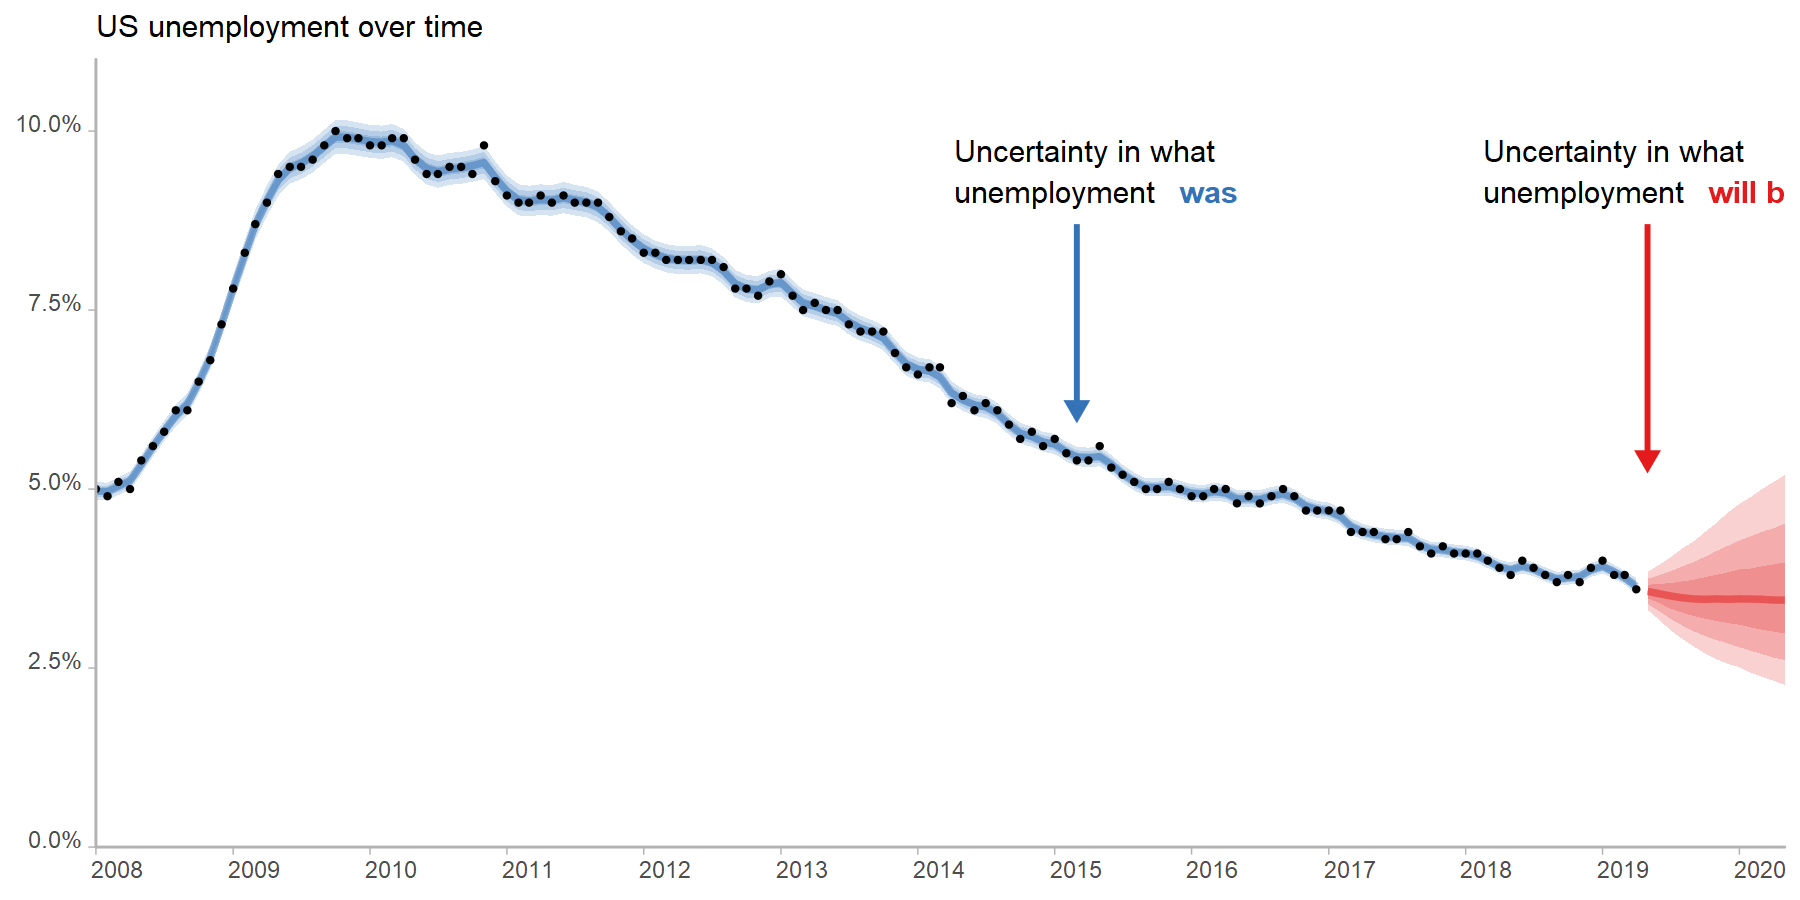 US unemployment over time
10.0%
7.5%
5.0%
2.5%
0.0%
Uncertainty in what
unemployment was
Uncertainty in what
unemployment will b
2008 2009 2010 2011 2012 2013 2014 2015 2016 2017 2018 2019 2020